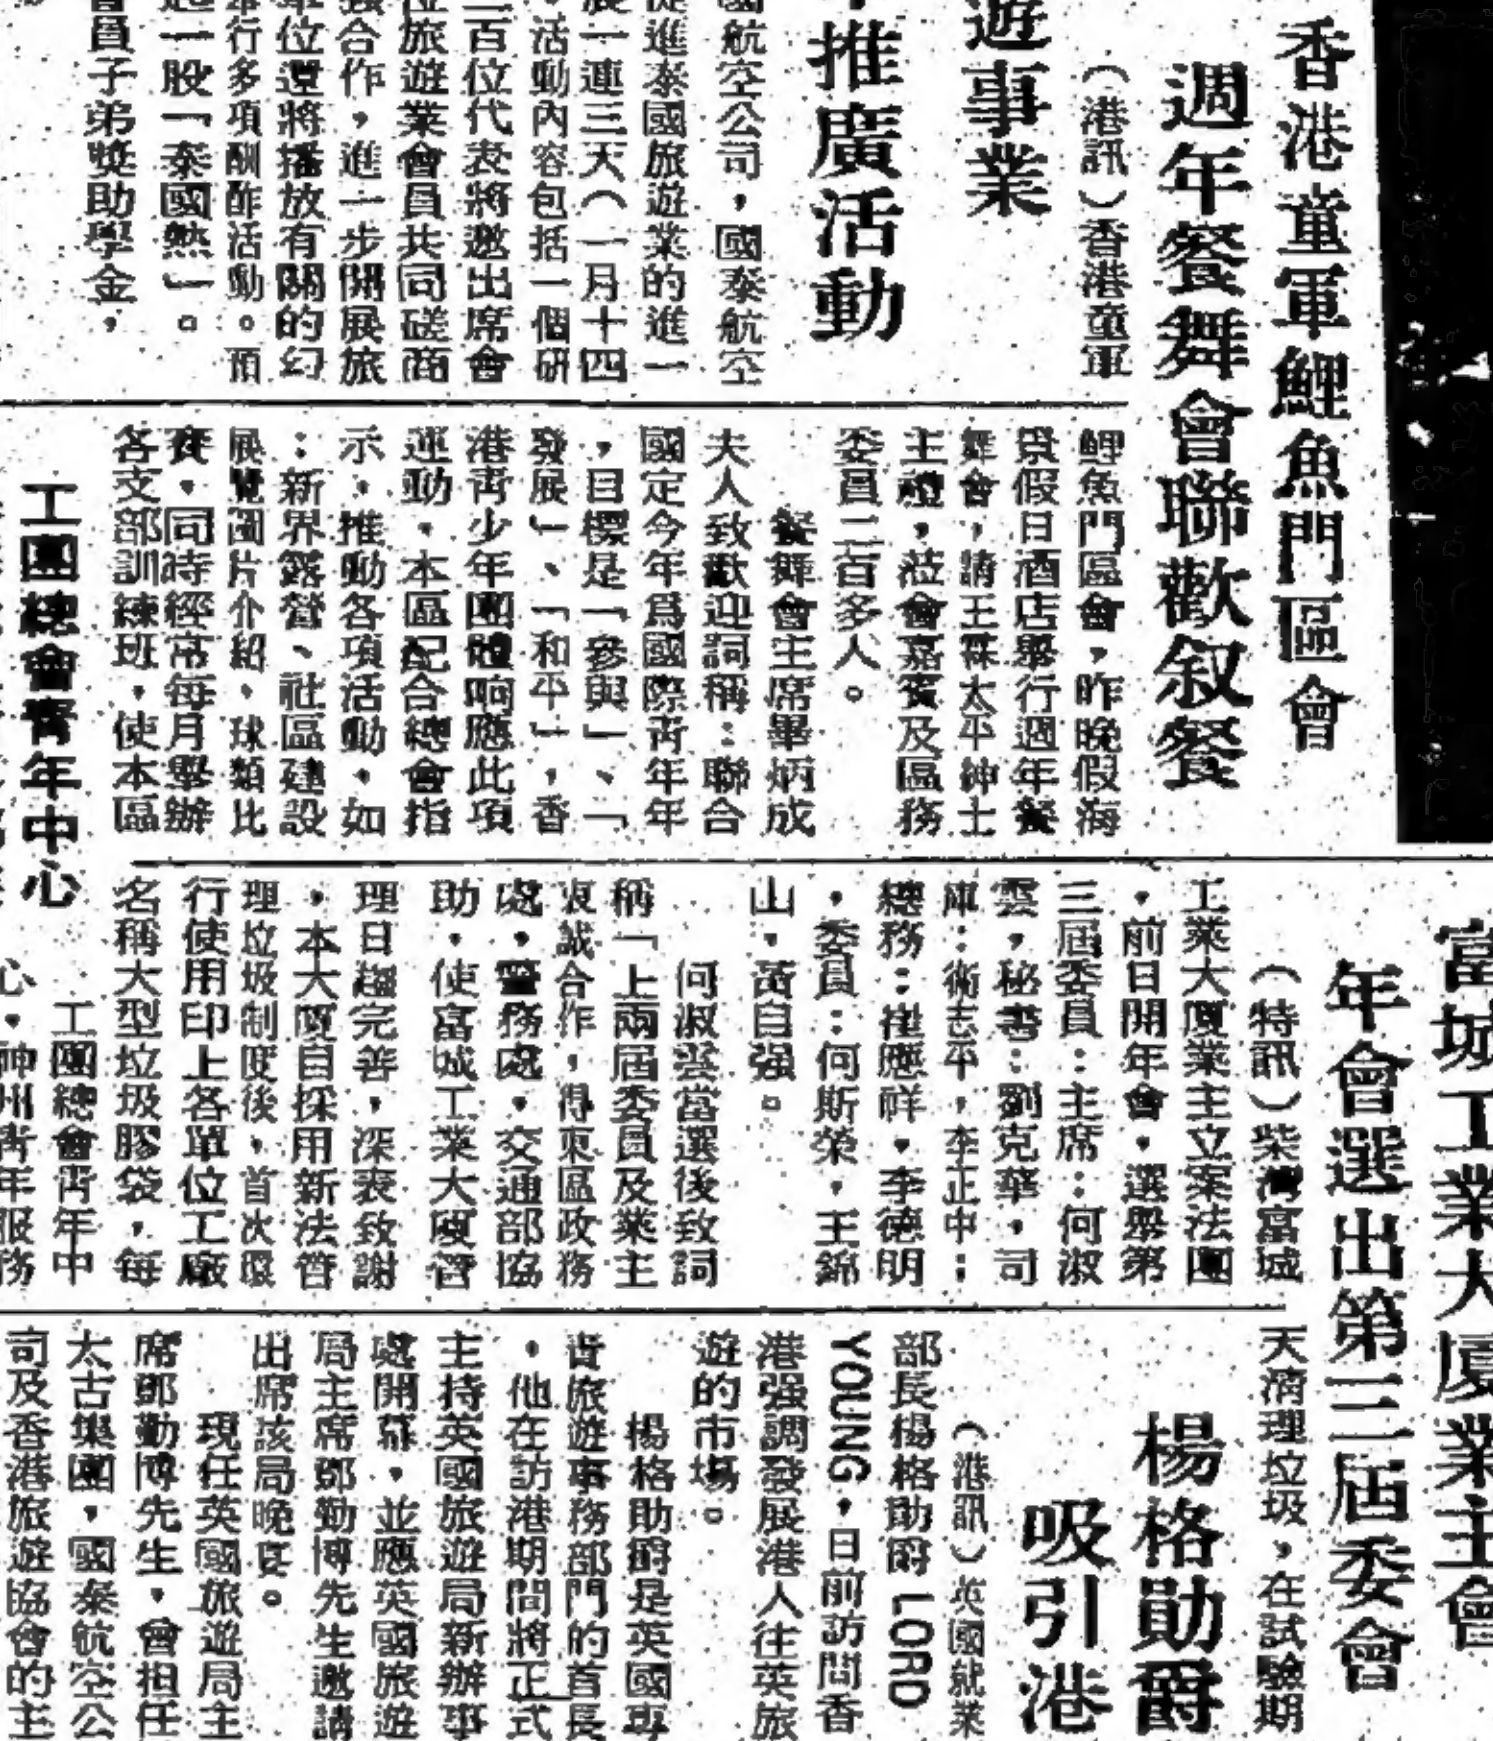 香港童軍鯉魚門區會
週年餐舞會聯歡叙餐
(港訊)香港童軍
鯉魚門區會,昨晚假海
景假日酒店舉行週年餐
舞會,請王霖太平紳士
主禮,蒞會嘉賓及區務
委員二百多人。
餐舞會主席畢炳成
夫人致歡迎詞稱:聯合
國定今年爲國際青年年
,目標是「參與」、「
發展」、「和平」,香
港青少年團體响應此項
運動,本區配合總會指
示,推動各項活動,如
:新界露營、社區建設
展覽圖片介紹,球類比
賽,同時經常每月舉辦
各支部訓練班,使本區
遊事業
推廣活動
國航空公司,國泰航空
促進泰國旅遊業的進一
展一連三天(一月十四
,活動內容包括一個研
二百位代表將邀出席會
位旅遊業會員共同磋商
強合作,進一步開展旅
單位還將播放有關的幻
舉行多項酬酢活動。預
起一股「泰國熱」。
會員子弟獎助學金,
工團總會青年中心
工團總會青年中
心,神州青年服務
富城工業大廈業主會
年會選出第三屆委會
(特訊)柴灣富城
工業大廈業主立案法團
,前日開年會,選舉第
三屆委員:主席:何淑
雲,秘書:劉克華,司
庫:衛志平,李正中;
總務:崔應祥,李德明
,委員:何斯榮,王錦
山,黃自强。
何淑雲當選後致詞
稱「上兩屆委員及業主
衷誠合作,得東區政務
處,警務處,交通部協
助,使富城工業大廈管
理日趨完善,深表致謝
,本大廈自採用新法管
理垃圾制度後,首次環
行使用印上各單位工廠
名稱大型垃圾膠袋,每
天清理垃圾,在試驗期
楊格勛爵
吸引港
(港訊)英國就業
部長楊格勛爵 LORD
YOUNG,日前訪問香
港强調發展港人往英旅
遊的市場。
楊格助爵是英國專
責旅遊事務部門的首長
,他在訪港期間將正式
主持英國旅遊局新辦事
處開幕,並應英國旅遊
局主席鄧勤博先生邀請
出席該局晚宴。
現任英國旅遊局主
席鄧勤博先生,曾担任
太古集團,國泰航空公
司及香港旅遊協會的主